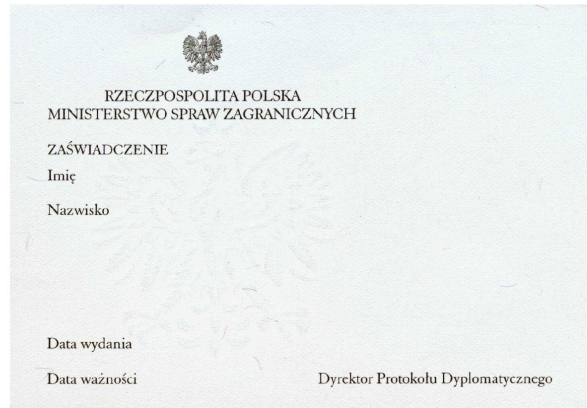 RZECZPOSPOLITA POLSKA
MINISTERSTWO SPRAW ZAGRANICZNYCH
ZAŚWIADCZENIE
Imię
Nazwisko
Data wydania
Data ważności Dyrektor Protokołu Dyplomatycznego